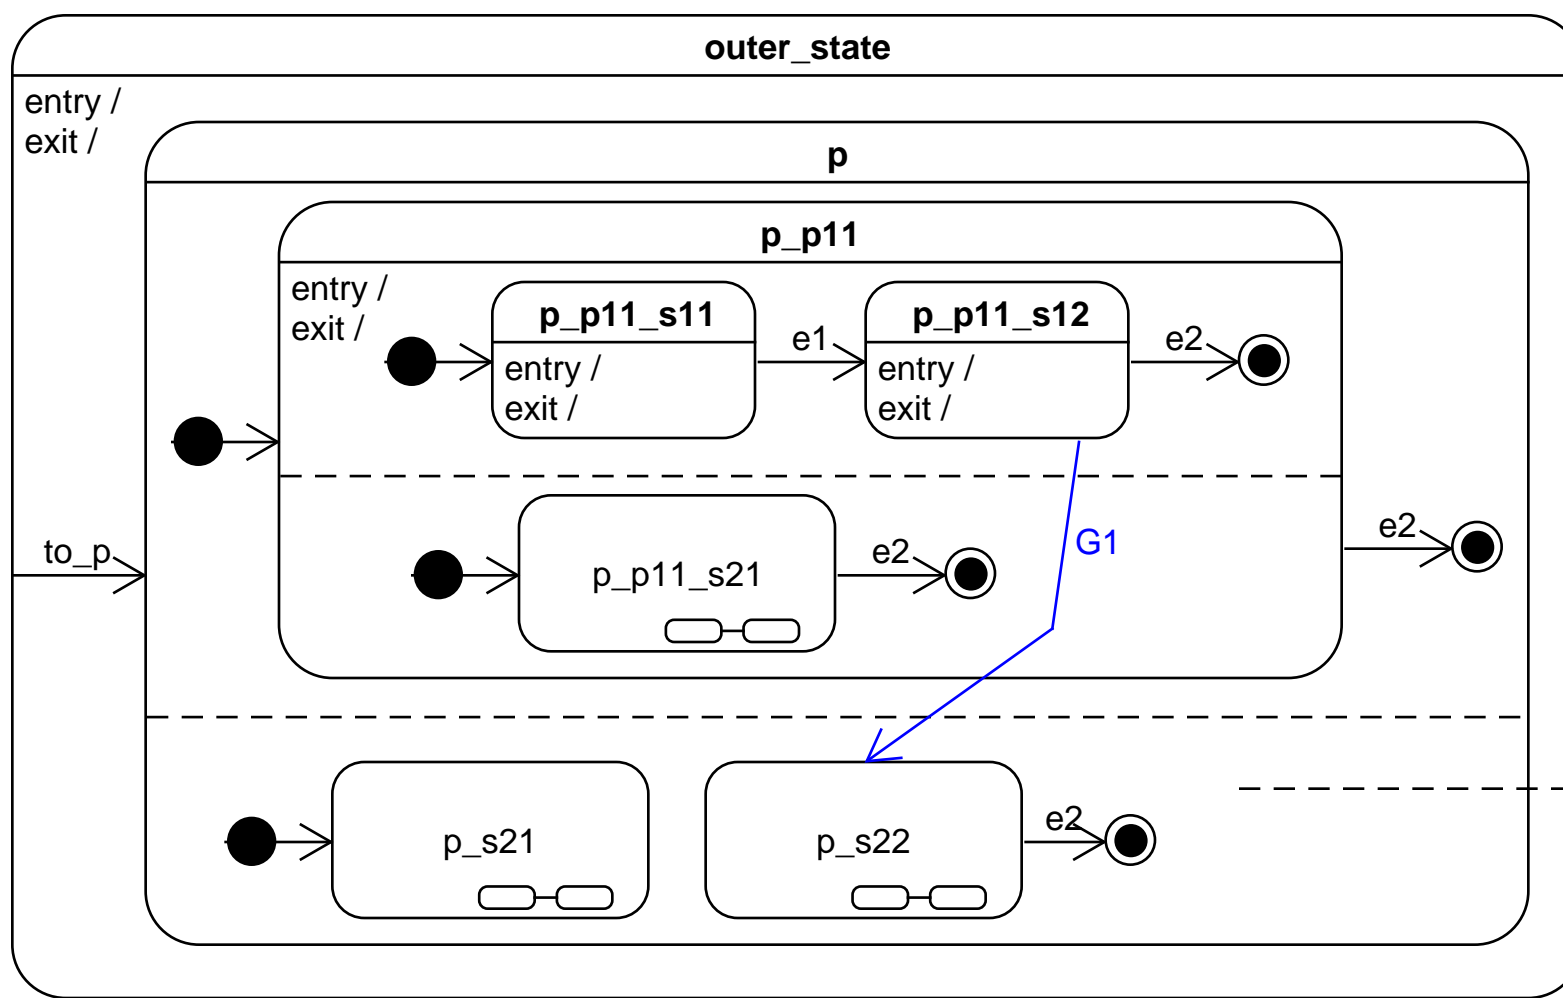 outer_state
entry /
exit /
p
p_p11
entry /
exit /
p_p11_s11
entry /
exit /
e1
p_p11_s12
entry /
exit /
e2
to_p
p_p11_s21
e2
G1
e2
p_s21
p_s22
e2